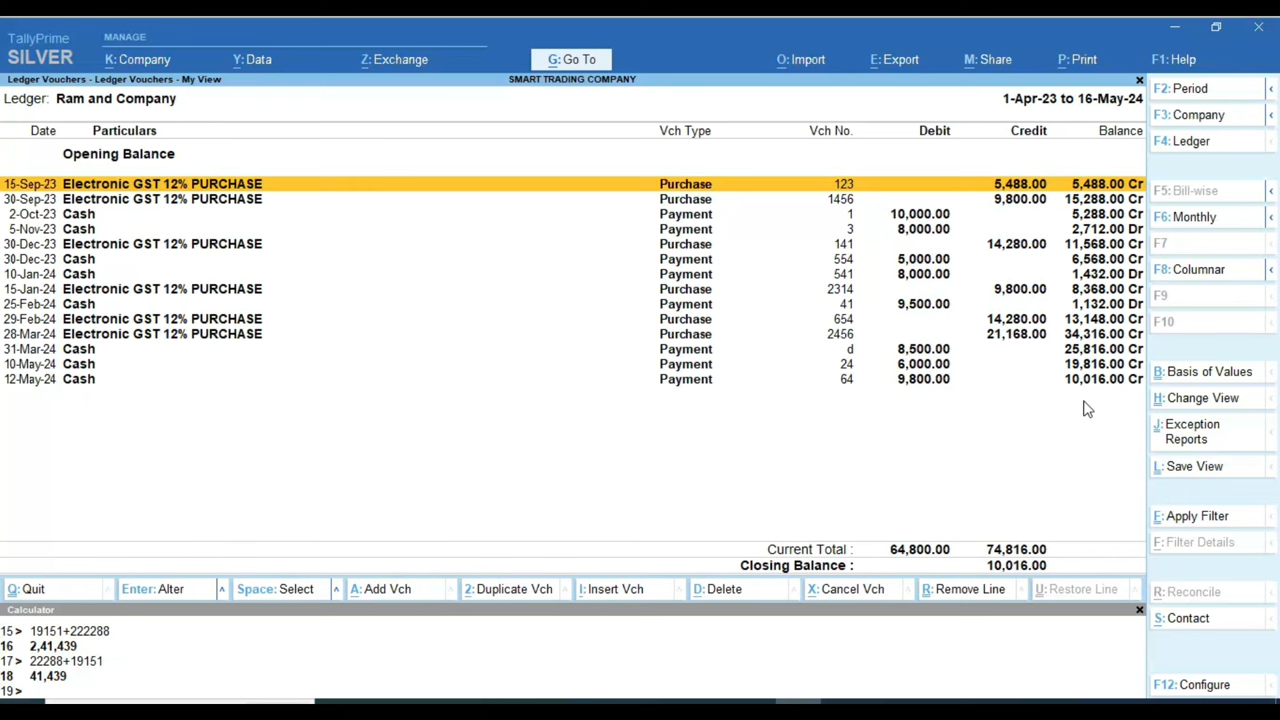 TallyPrime
SILVER
MANAGE
K: Company Y: Data Z: Exchange G: Go To O: Import E: Export M: Share P: Print F1: Help
Ledger Vouchers - Ledger Vouchers - My View SMART TRADING COMPANY
Ledger: Ram and Company 1-Apr-23 to 16-May-24
Date Particulars Vch Type Vch No. Debit Credit Balance
Opening Balance
15-Sep-23 Electronic GST 12% PURCHASE Purchase 123 5,488.00 5,488.00 Cr
30-Sep-23 Electronic GST 12% PURCHASE Purchase 1456 9,800.00 15,288.00 Cr
2-Oct-23 Cash Payment 1 10,000.00 5,288.00 Cr
5-Nov-23 Cash Payment 3 8,000.00 2,712.00 Dr
30-Dec-23 Electronic GST 12% PURCHASE Purchase 141 14,280.00 11,568.00 Cr
30-Dec-23 Cash Payment 554 5,000.00 6,568.00 Cr
10-Jan-24 Cash Payment 541 8,000.00 1,432.00 Dr
15-Jan-24 Electronic GST 12% PURCHASE Purchase 2314 9,800.00 8,368.00 Cr
25-Feb-24 Cash Payment 41 9,500.00 1,132.00 Dr
29-Feb-24 Electronic GST 12% PURCHASE Purchase 654 14,280.00 13,148.00 Cr
28-Mar-24 Electronic GST 12% PURCHASE Purchase 2456 21,168.00 34,316.00 Cr
31-Mar-24 Cash Payment d 8,500.00 25,816.00 Cr
10-May-24 Cash Payment 24 6,000.00 19,816.00 Cr
12-May-24 Cash Payment 64 9,800.00 10,016.00 Cr
Current Total : 64,800.00 74,816.00
Closing Balance : 10,016.00
Q: Quit Enter: Alter Space: Select A: Add Vch 2: Duplicate Vch I: Insert Vch D: Delete X: Cancel Vch R: Remove Line U: Restore Line
Calculator
15> 19151+222288
16 2,41,439
17> 22288+19151
18 41,439
19>
F2: Period
F3: Company
F4: Ledger
F5: Bill-wise
F6: Monthly
F7
F8: Columnar
F9
F10
B: Basis of Values
H: Change View
J: Exception
Reports
L: Save View
F: Apply Filter
F: Filter Details
R: Reconcile
S: Contact
F12: Configure